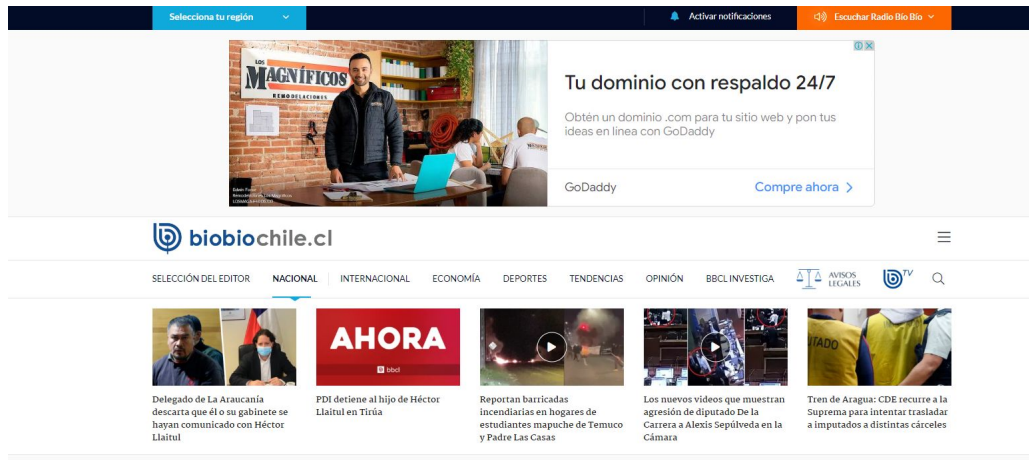 Selecciona tu región
Activar notificaciones
Escuchar Radio Bío Bío
LOS
MAGNÍFICOS
REMODELACIONES
Tu dominio con respaldo 24/7
Obtén un dominio .com para tu sitio web y pon tus
ideas en línea con GoDaddy
GoDaddy
Compre ahora
biobiochile.cl
SELECCIÓN DEL EDITOR
NACIONAL
INTERNACIONAL
ECONOMÍA
DEPORTES
TENDENCIAS
OPINIÓN
BBCL INVESTIGA
AVISOS
LEGALES
TV
AHORA
bbcl
UTADO
Delegado de La Araucanía
descarta que él o su gabinete se
hayan comunicado con Héctor
Llaitul
PDI detiene al hijo de Héctor
Llaitul en Tirúa
Reportan barricadas
incendiarias en hogares de
estudiantes mapuche de Temuco
y Padre Las Casas
Los nuevos videos que muestran
agresión de diputado De la
Carrera a Alexis Sepúlveda en la
Cámara
Tren de Aragua: CDE recurre a la
Suprema para intentar trasladar
a imputados a distintas cárceles